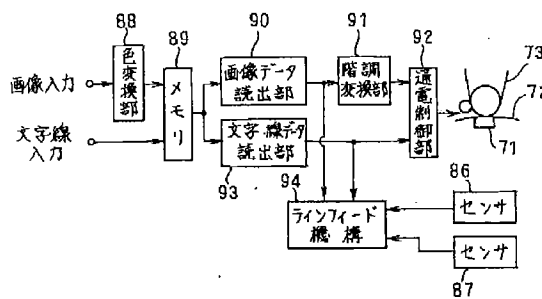 88
89
90
91
92
73
72
71
画像入力
色変換部
メモリ
画像データ
読出部
階調
変換部
通電制御部
文字線
入力
文字・線データ
読出部
93
94
ラインフィード
機構
86
センサ
センサ
87